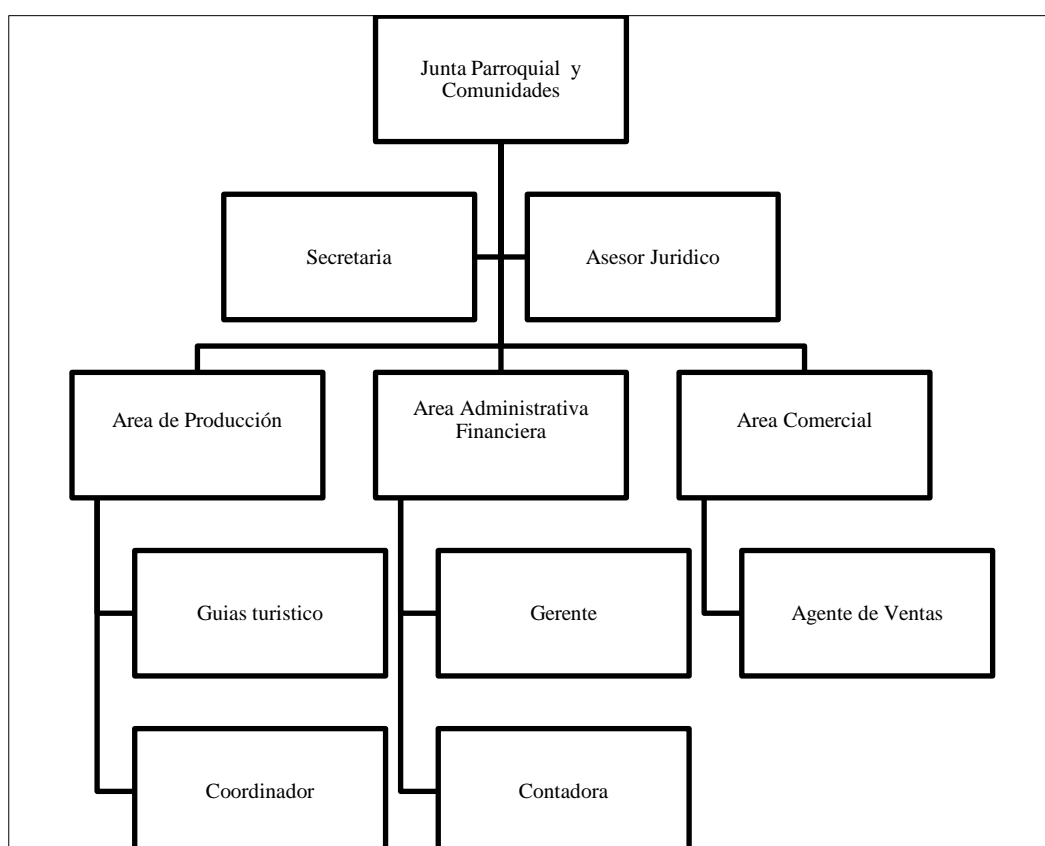 Junta Parroquial y
Comunidades
Secretaria
Asesor Juridico
Area de Producción
Area Administrativa
Financiera
Area Comercial
Guias turistico
Gerente
Agente de Ventas
Coordinador
Contadora